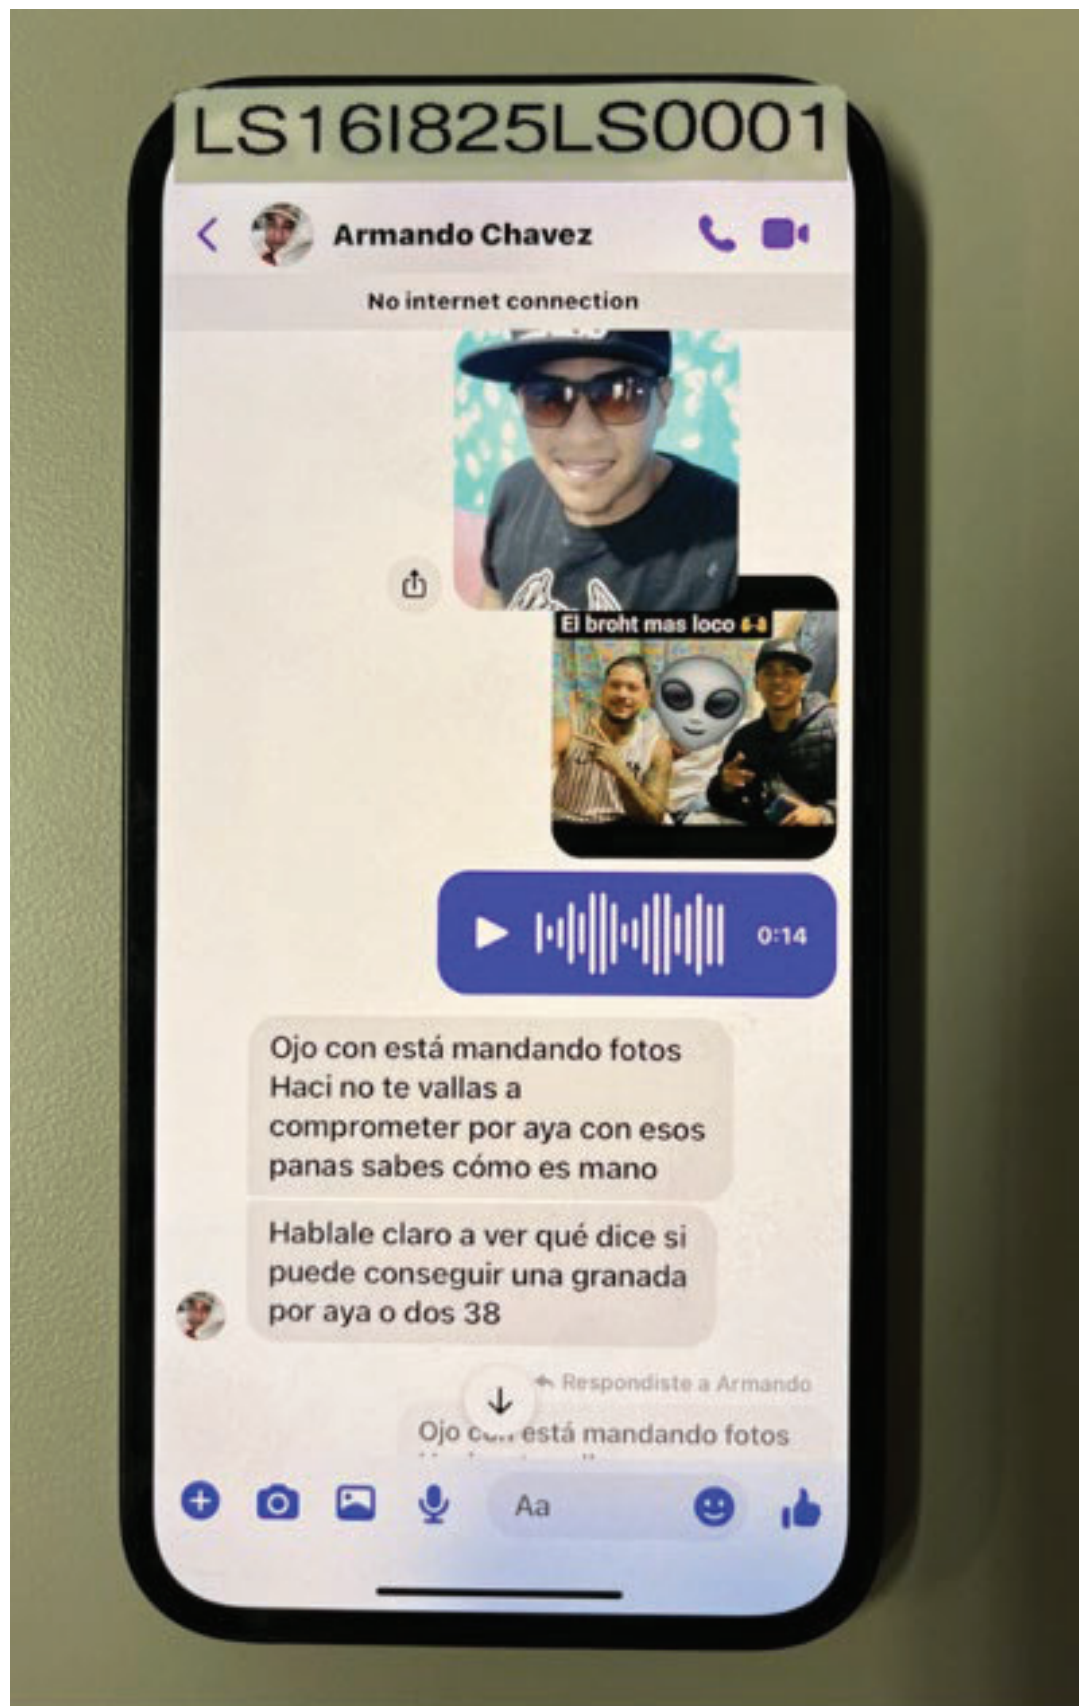 LS16I825LS0001
Armando Chavez
No internet connection
El broht mas loco
0:14
Ojo con está mandando fotos
Haci no te vallas a
comprometer por aya con esos
panas sabes cómo es mano
Hablale claro a ver qué dice si
puede conseguir una granada
por aya o dos 38
Respondiste a Armando
Ojo está mandando fotos
Aa